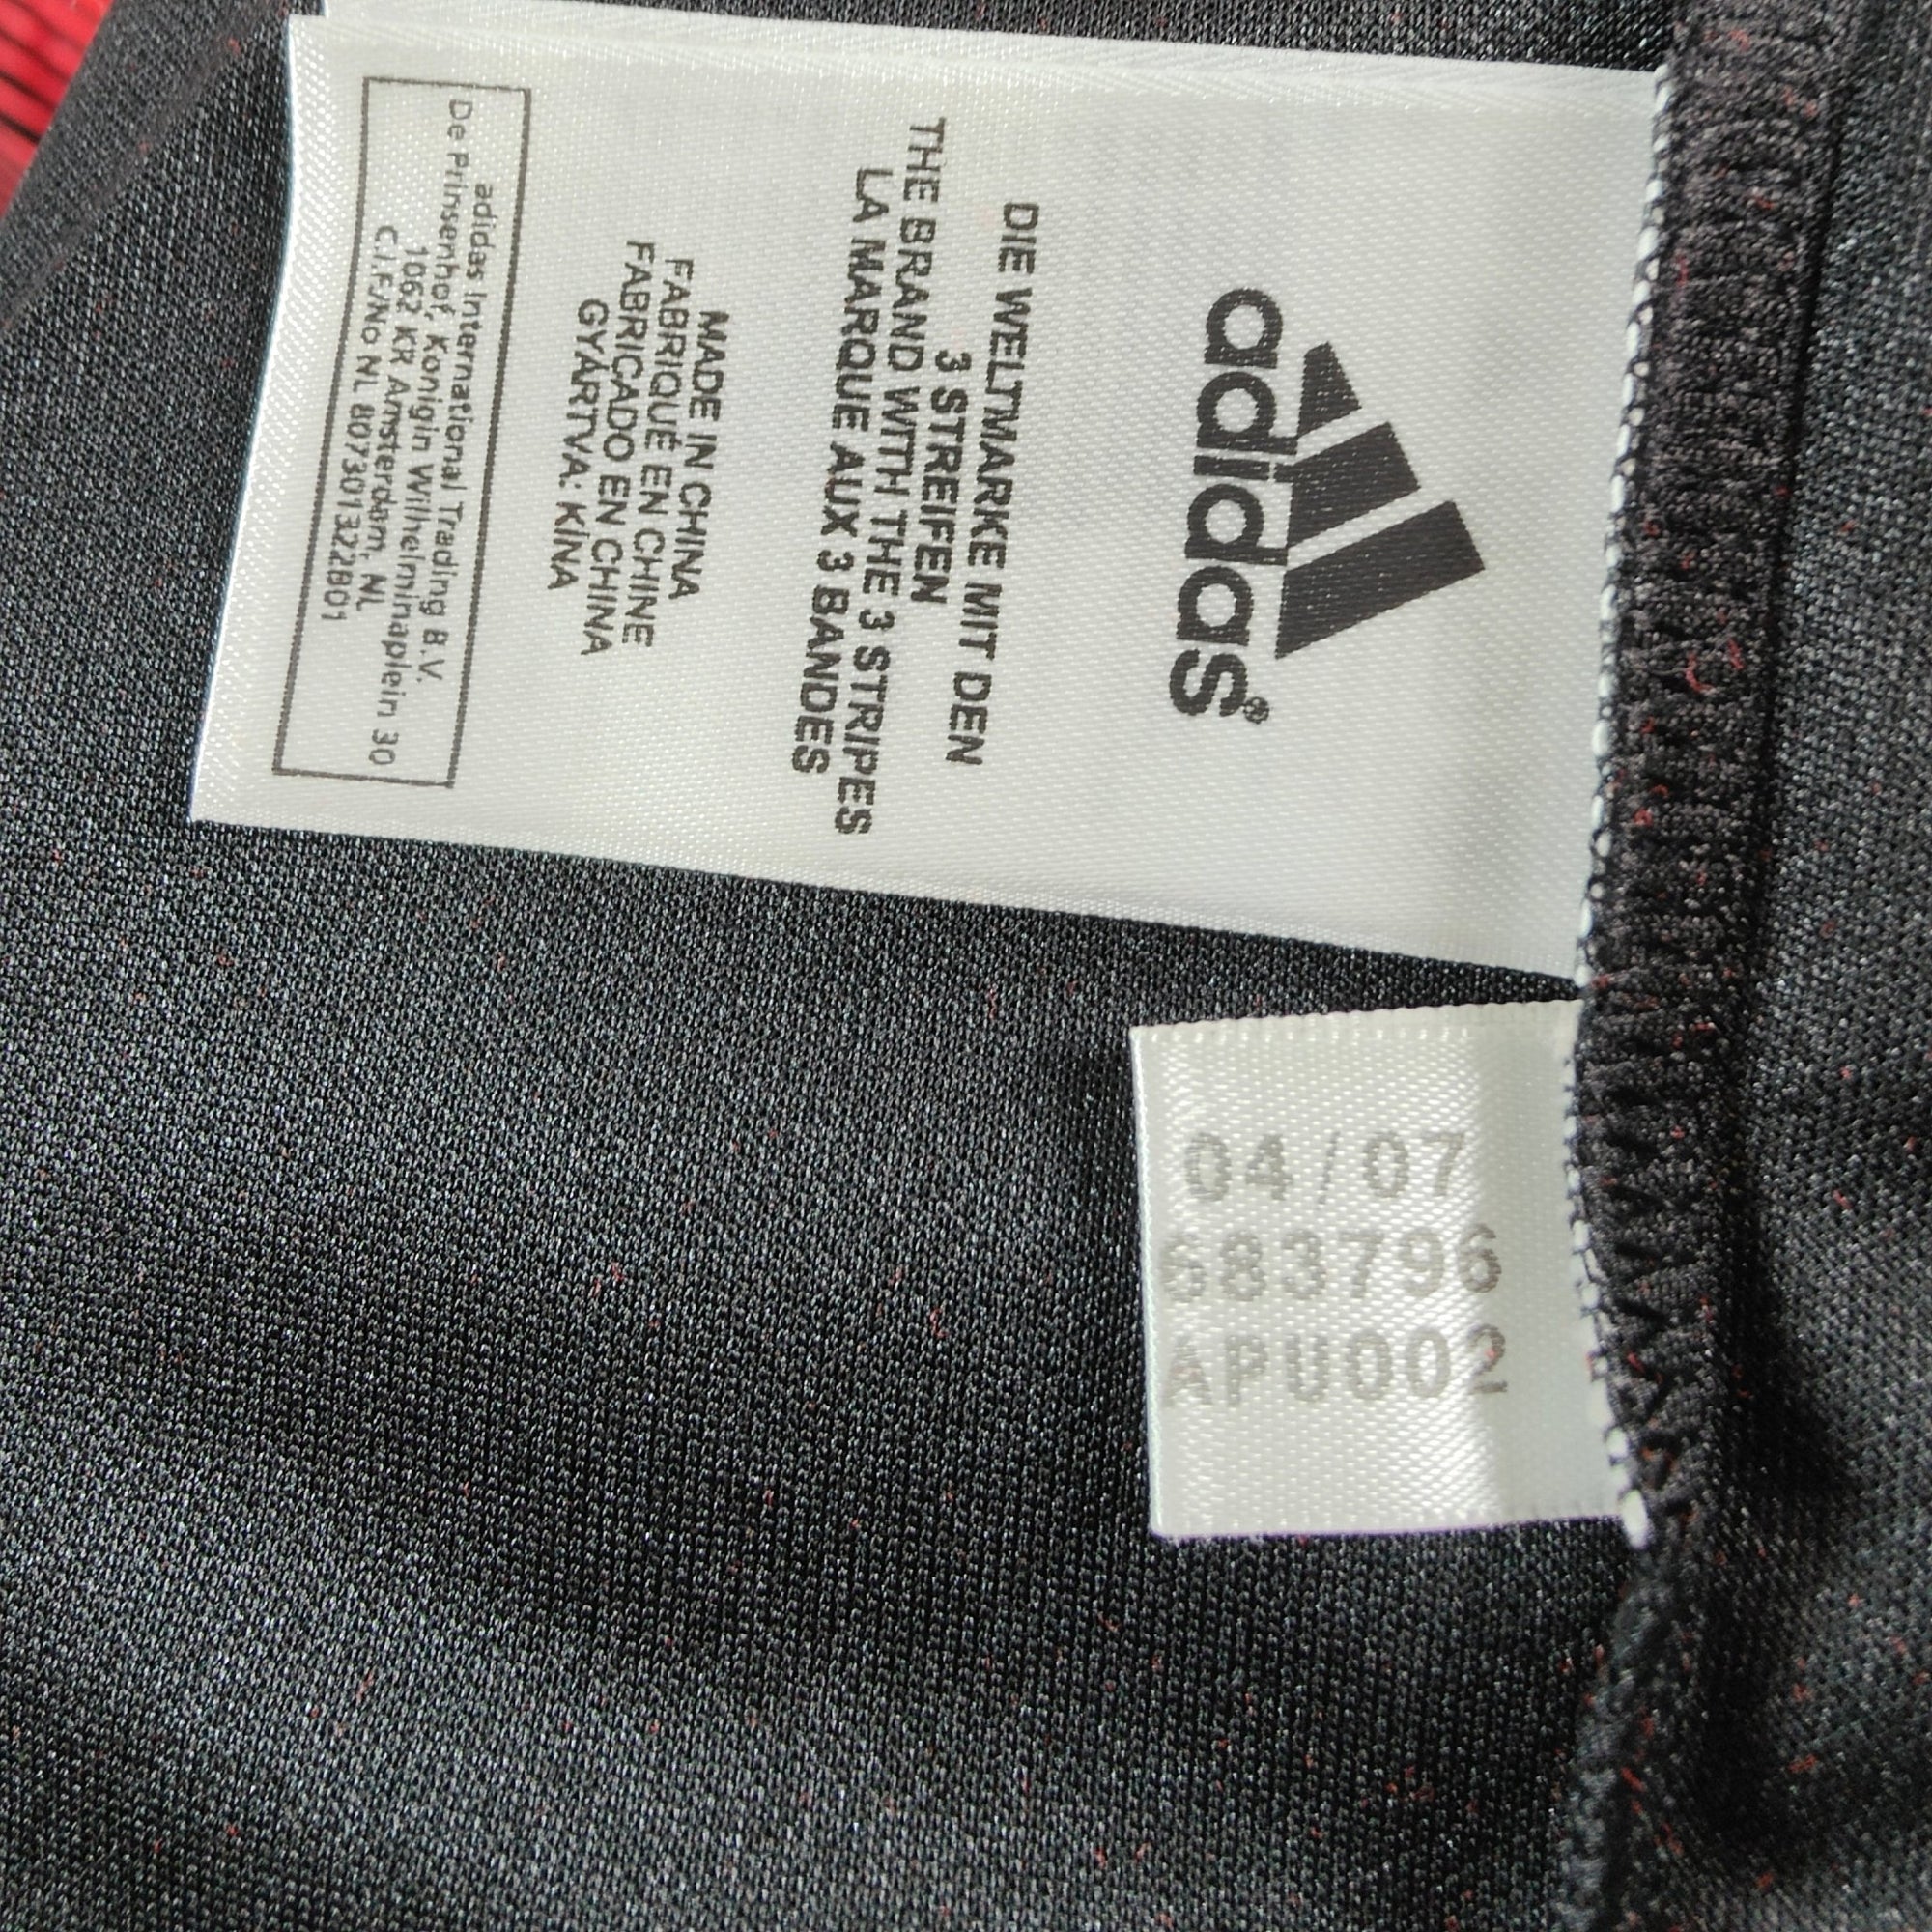 adidas®
DIE WELTMARKE MIT DEN
3 STREIFEN
THE BRAND WITH THE 3 STRIPES
LA MARQUE AUX 3 BANDES
MADE IN CHINA
FABRIQUÉ EN CHINE
FABRICADO EN CHINA
GYÁRTVA: KÍNA
adidas International Trading B.V.
De Prinsenhof, Konigin Wilhelminaplein 30
1062 KR Amsterdam, NL
C.I.F/No NL 807301322B01
04/07
683796
APU002